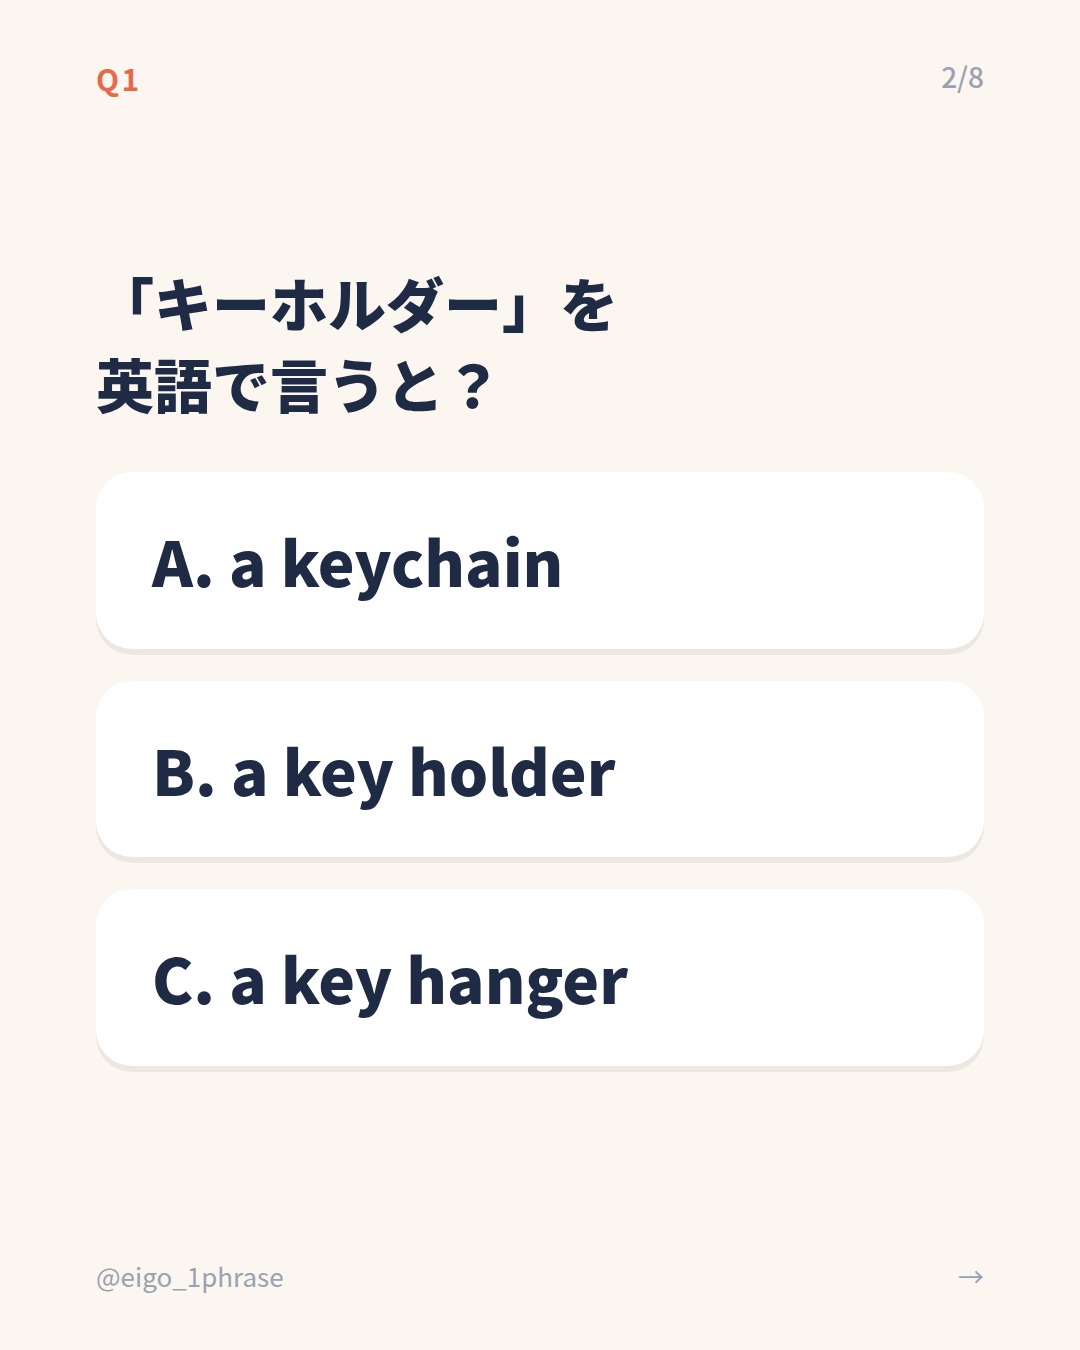 Q1
2/8
「キーホルダー」を
英語で言うと？
A. a keychain
B. a key holder
C. a key hanger
@eigo_1phrase
→